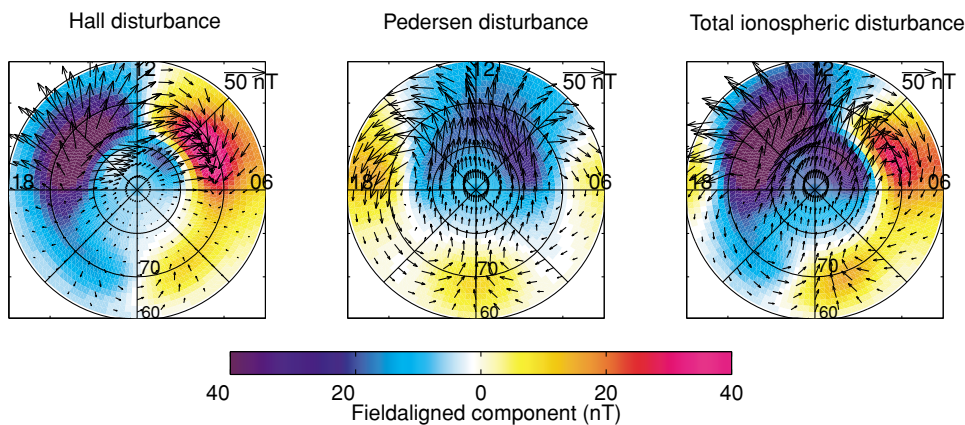 Hall disturbance
Pedersen disturbance
Total ionospheric disturbance
12
50 nT
18
06
70
60
12
50 nT
18
06
70
60
12
50 nT
18
06
70
60
40
20
0
20
40
Fieldaligned component (nT)